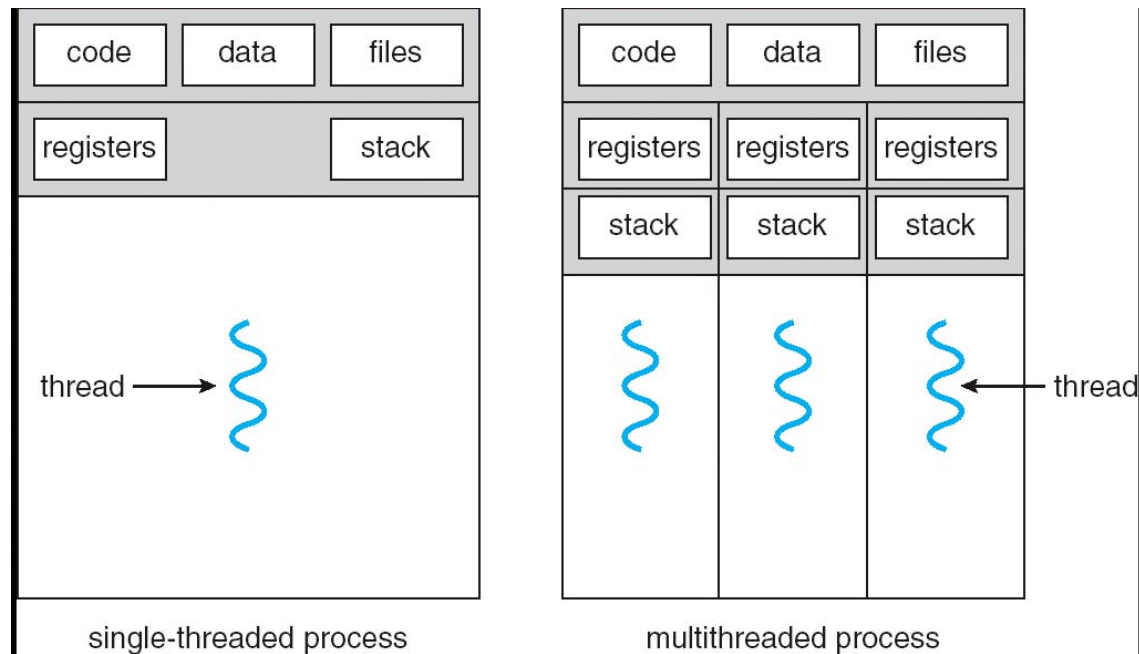 code data files
registers stack
thread
single-threaded process
code data files
registers registers registers
stack stack stack
thread
multithreaded process